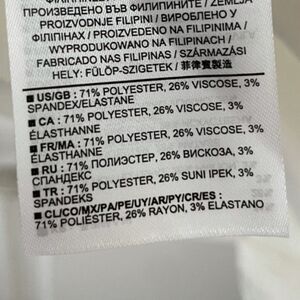 ПРОИЗВЕДЕНО ВЪВ ФИЛИПИНИТЕ / ZEMLJA
PROIZVODNJE FILIPINI / ВИРОБЛЕНО У
ФІЛІПІНАХ / PROIZVEDENO NA FILIPINIMA /
WYPRODUKOWANO NA FILIPINACH /
FABRICADO NAS FILIPINAS / SZÁRMAZÁSI
HELY: FÜLÖP-SZIGETEK / 菲律賓製造
■ US/GB : 71% POLYESTER, 26% VISCOSE, 3%
SPANDEX/ELASTANE
■ CA : 71% POLYESTER, 26% VISCOSE, 3%
ÉLASTHANNE
■ FR/MA : 71% POLYESTER, 26% VISCOSE, 3%
ÉLASTHANNE
■ RU : 71% ПОЛИЭСТЕР, 26% ВИСКОЗА, 3%
СПАНДЕКС
■ TR : 71% POLYESTER, 26% SUNI IPEK, 3%
SPANDEKS
■ CL/CO/MX/PA/PE/UY/AR/PY/CR/ES :
71% POLIÉSTER, 26% RAYON, 3% ELASTANO